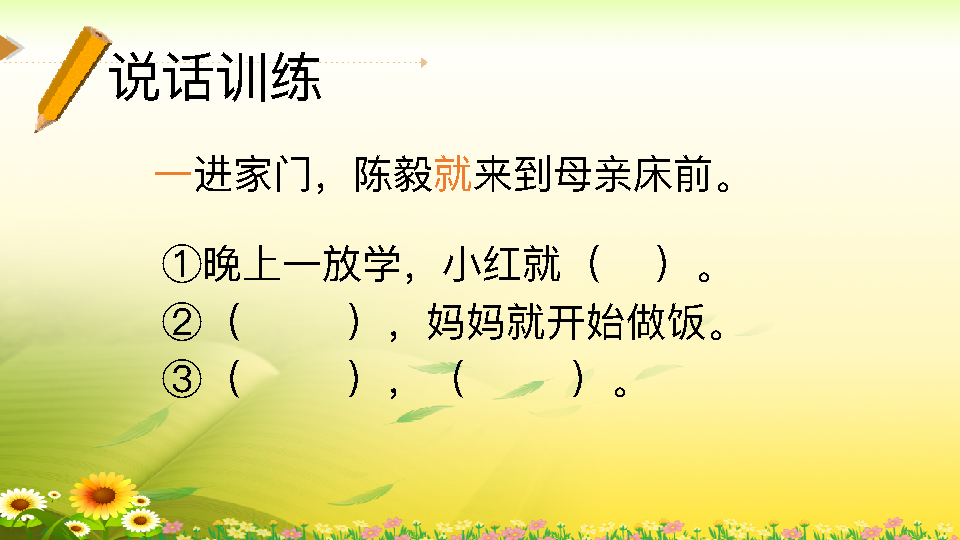 说话训练
一进家门，陈毅就来到母亲床前。
①晚上一放学，小红就（ ）。
②（ ），妈妈就开始做饭。
③（ ），（ ）。